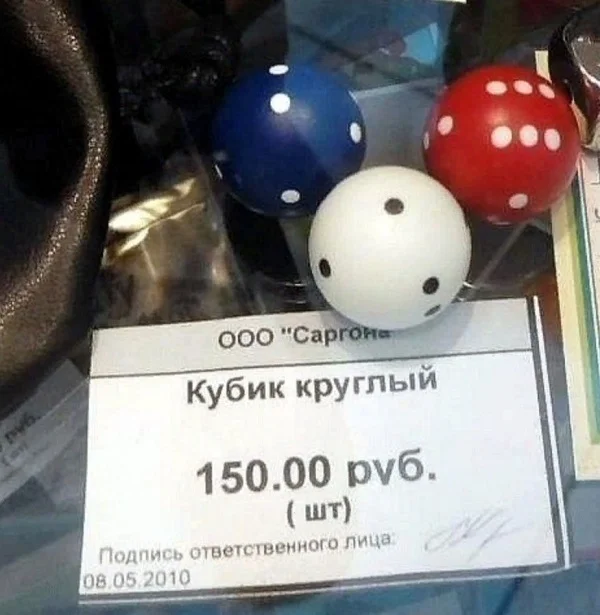 ООО "Саргона
Кубик круглый
150.00 руб.
( шт)
Подпись ответственного лица:
08.05.2010